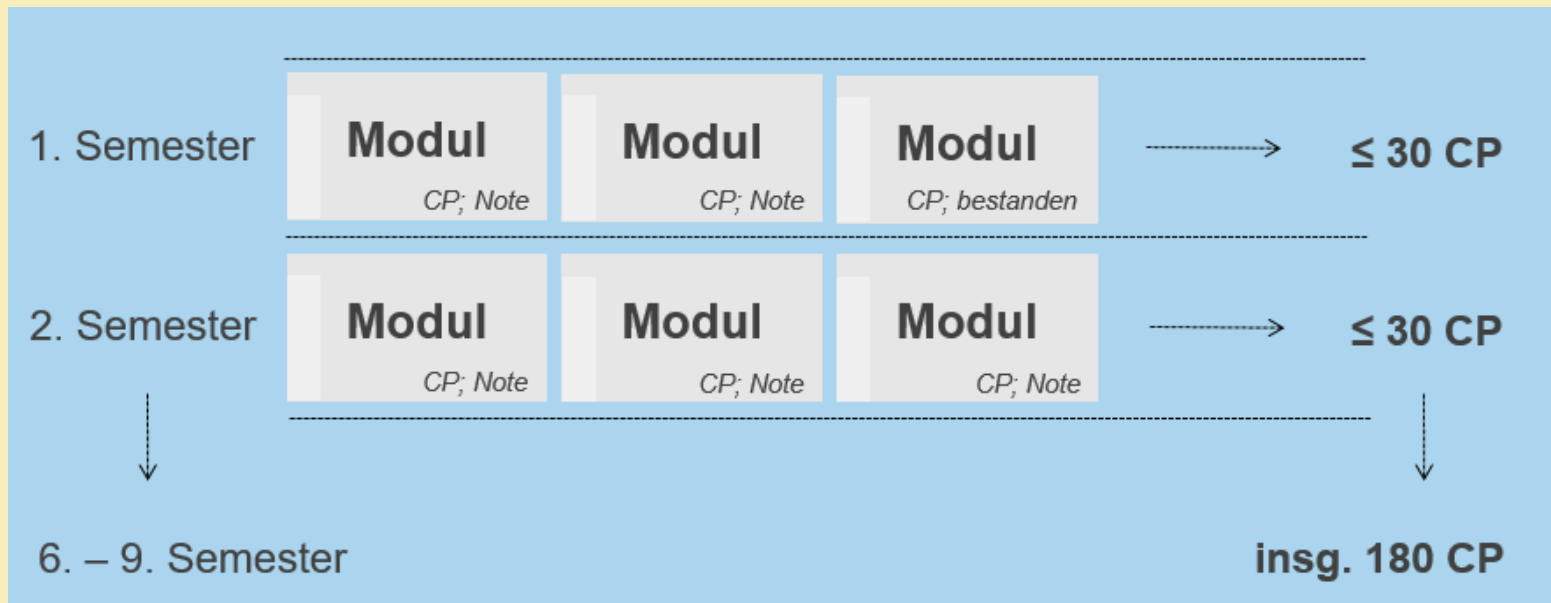 1. Semester
Modul
CP; Note
Modul
CP; Note
Modul
CP; bestanden
≤ 30 CP
2. Semester
Modul
CP; Note
Modul
CP; Note
Modul
CP; Note
≤ 30 CP
6. – 9. Semester
insg. 180 CP